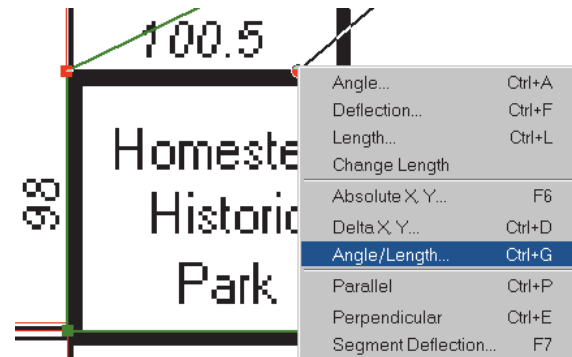 100.5
Homeste
Historic
Park
98
Angle... Ctrl+A
Deflection... Ctrl+F
Length... Ctrl+L
Change Length
Absolute X, Y... F6
Delta X, Y... Ctrl+D
Angle/Length... Ctrl+G
Parallel Ctrl+P
Perpendicular Ctrl+E
Segment Deflection... F7